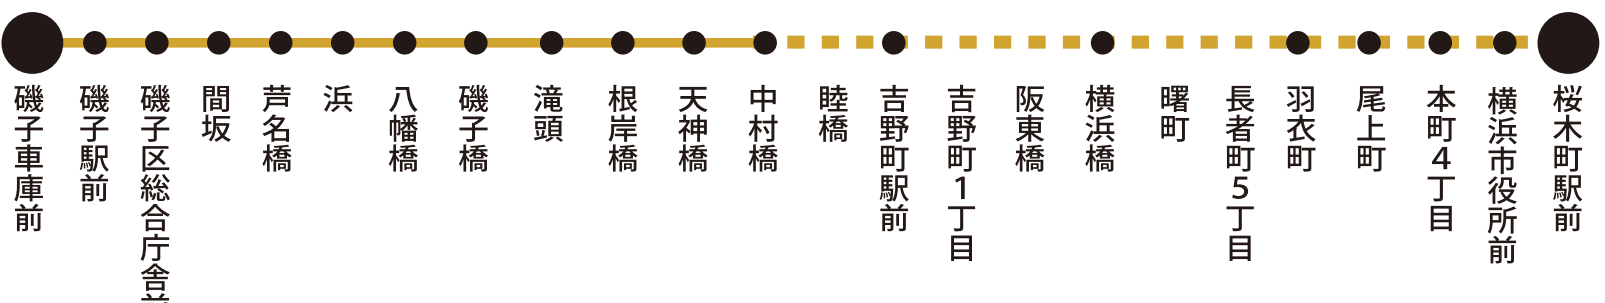 磯子車庫前
磯子駅前
磯子区総合庁舎前
間坂
芦名橋
浜
八幡橋
磯子橋
滝頭
根岸橋
天神橋
中村橋
睦橋
吉野町駅前
吉野町1丁目
阪東橋
横浜橋
曙町
長者町5丁目
羽衣町
尾上町
本町4丁目
横浜市役所前
桜木町駅前